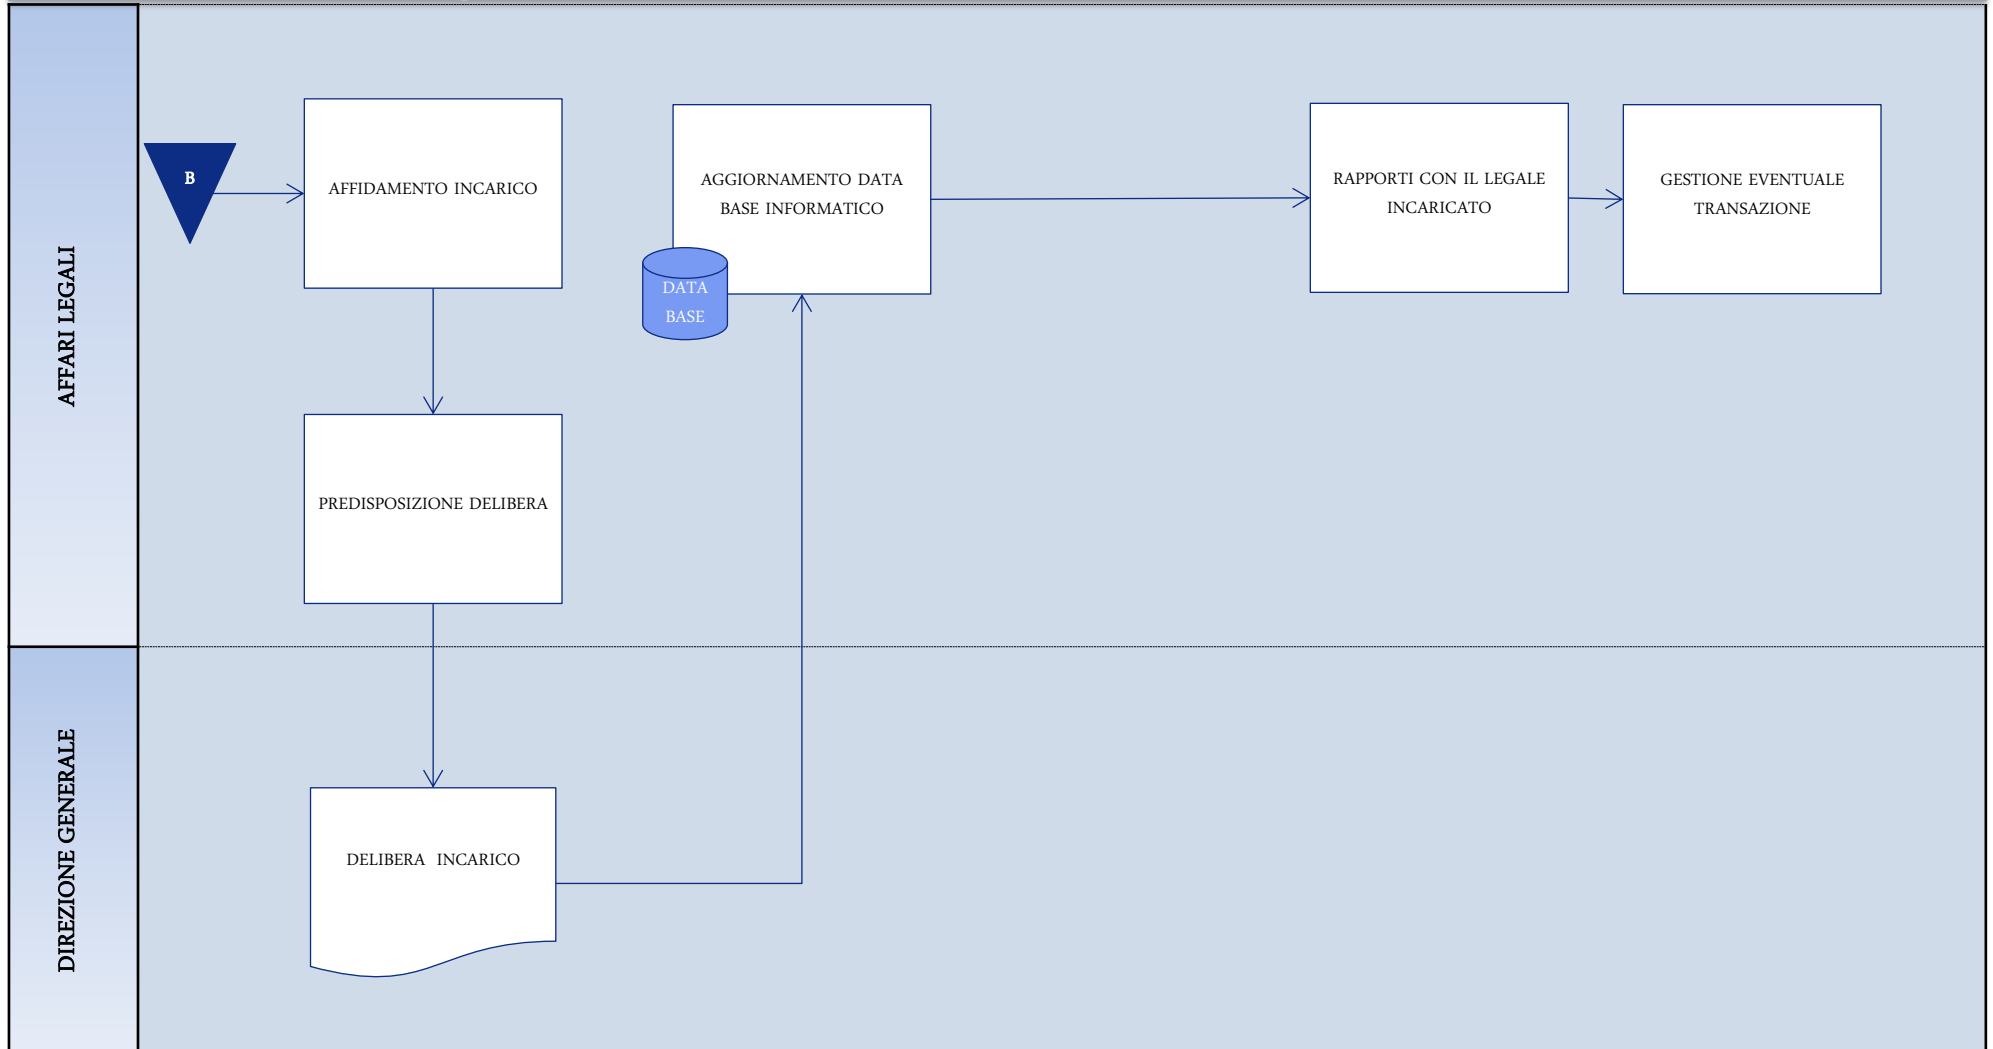 AFFARI LEGALI
B
AFFIDAMENTO INCARICO
AGGIORNAMENTO DATA
BASE INFORMATICO
DATA
BASE
RAPPORTI CON IL LEGALE
INCARICATO
GESTIONE EVENTUALE
TRANSAZIONE
PREDISPOSIZIONE DELIBERA
DIREZIONE GENERALE
DELIBERA INCARICO